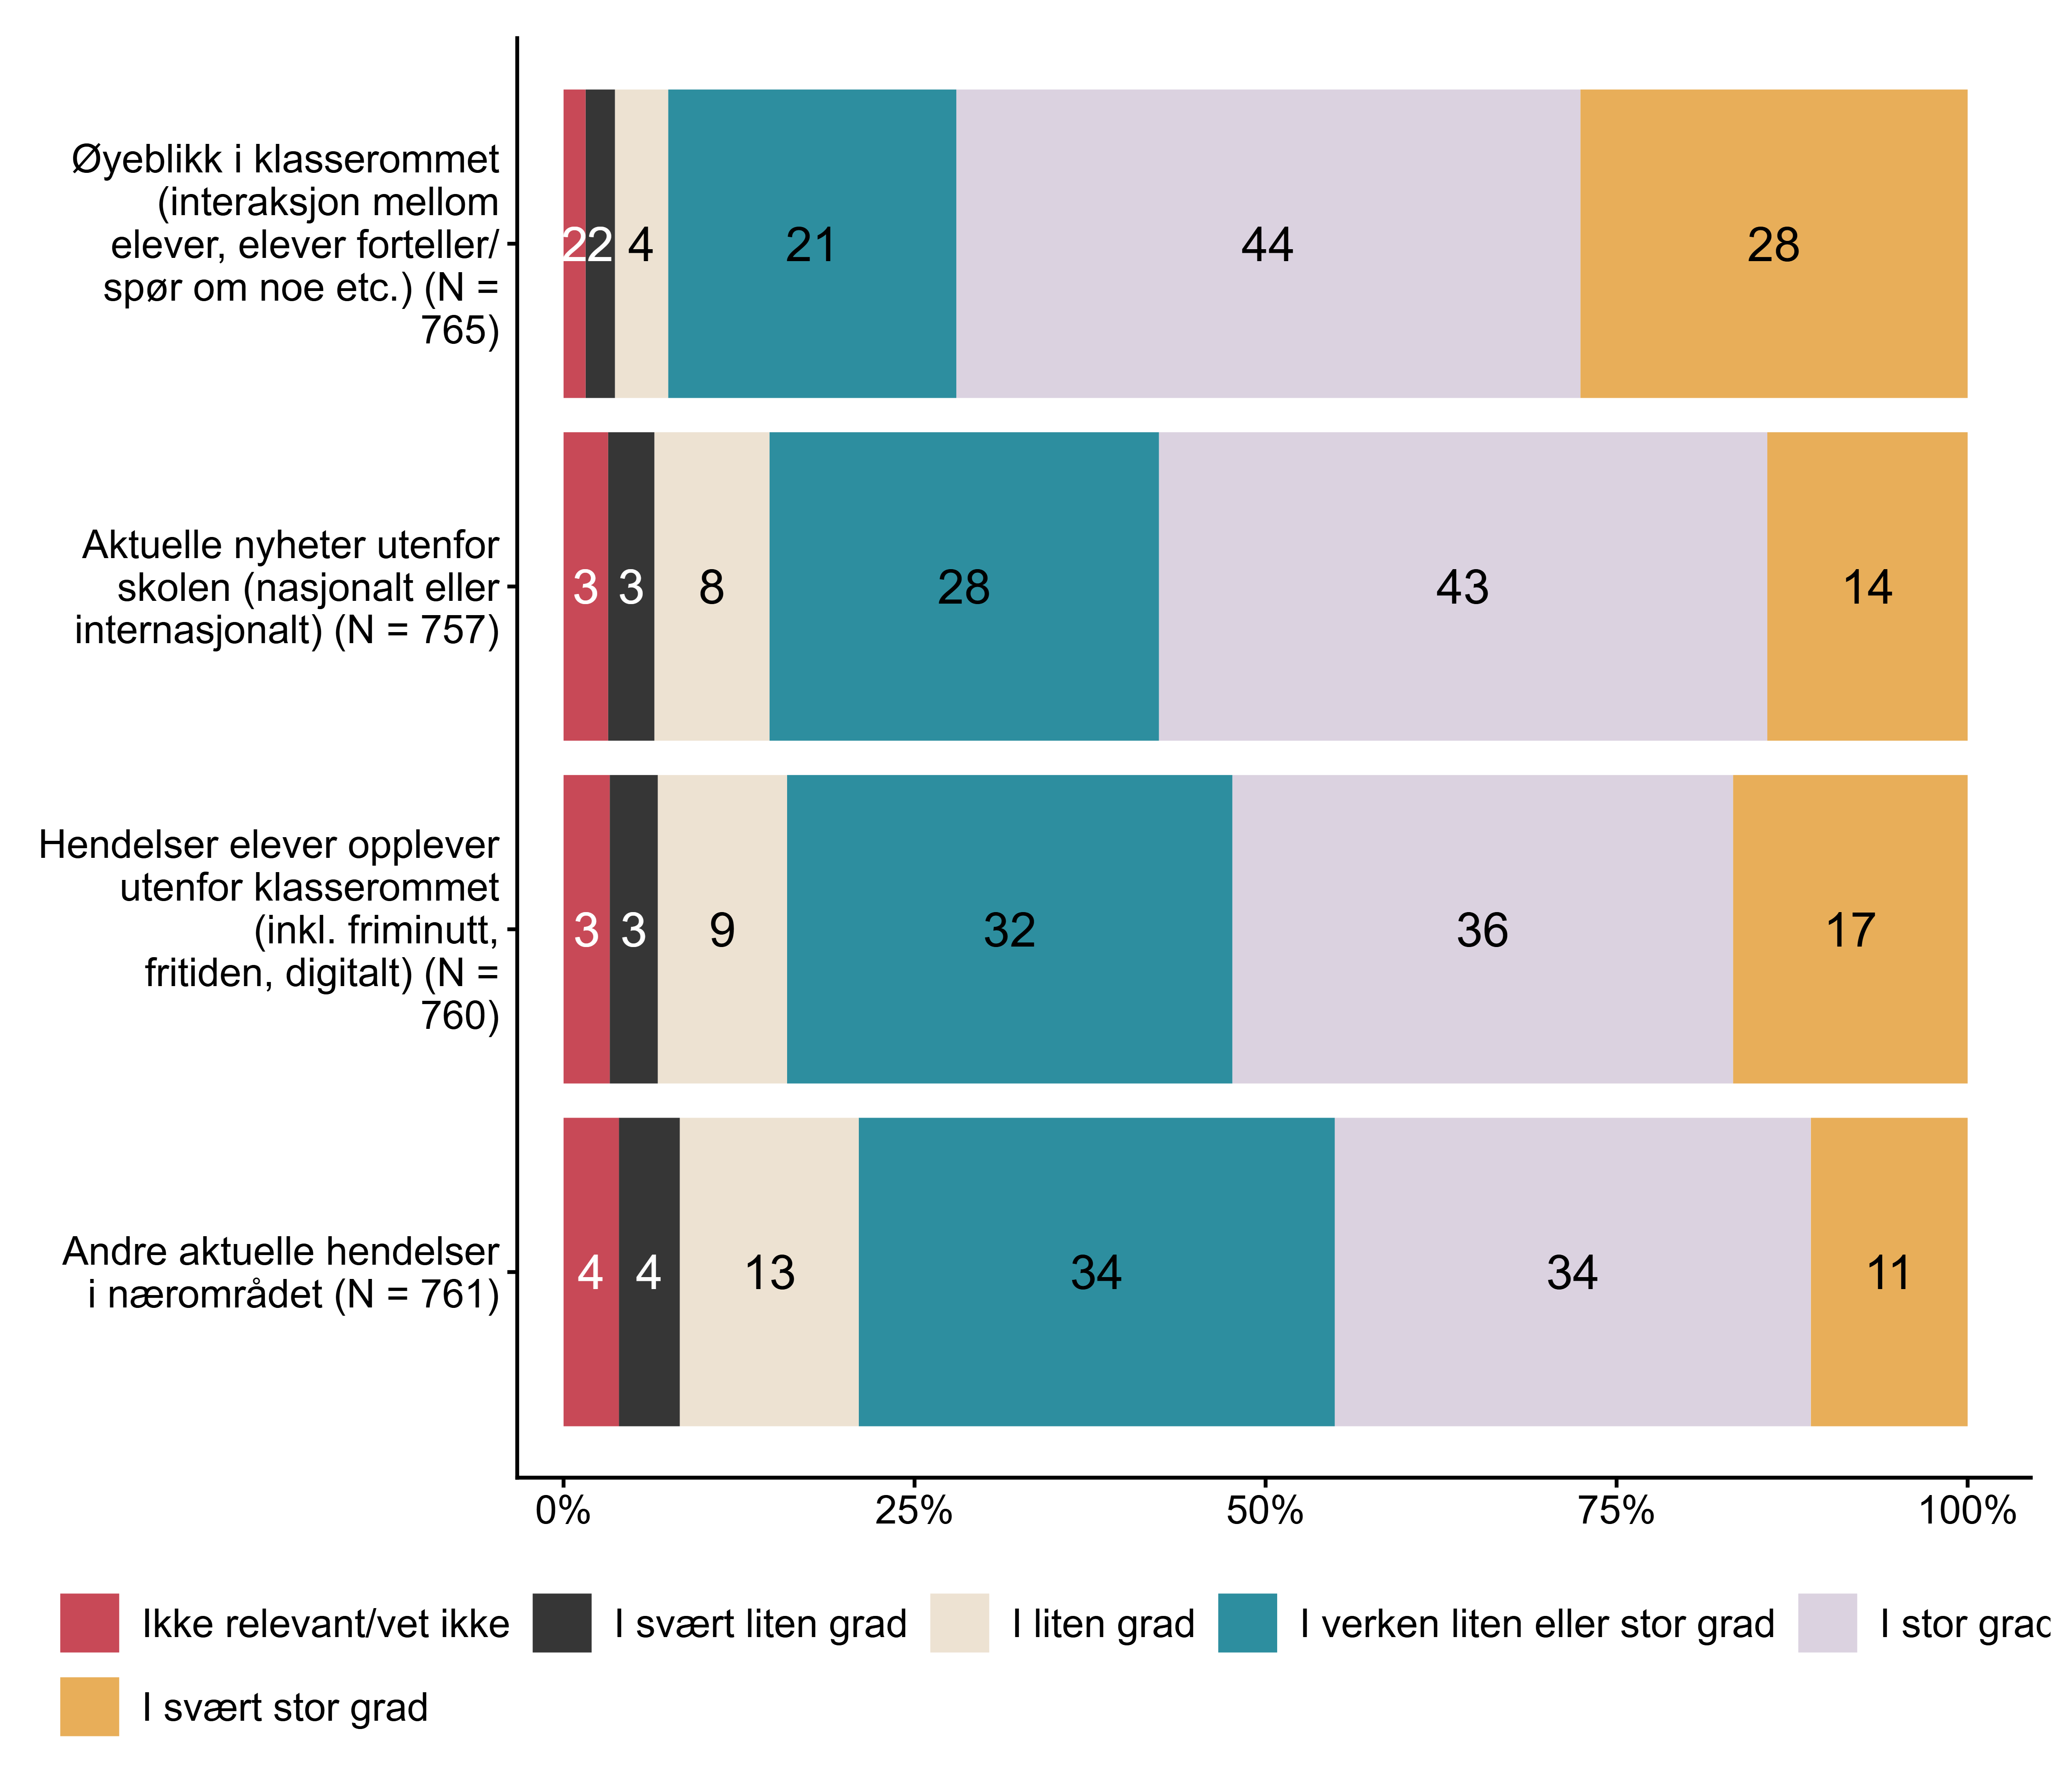 Øyeblikk i klasserommet
(interaksjon mellom
elever, elever forteller/
spør om noe etc.) (N =
765)
2 2 4 21 44 28
Aktuelle nyheter utenfor
skolen (nasjonalt eller
internasjonalt) (N = 757)
3 3 8 28 43 14
Hendelser elever opplever
utenfor klasserommet
(inkl. friminutt,
fritiden, digitalt) (N =
760)
3 3 9 32 36 17
Andre aktuelle hendelser
i nærområdet (N = 761)
4 4 13 34 34 11
0% 25% 50% 75% 100%
Ikke relevant/vet ikke I svært liten grad I liten grad I verken liten eller stor grad I stor grad
I svært stor grad